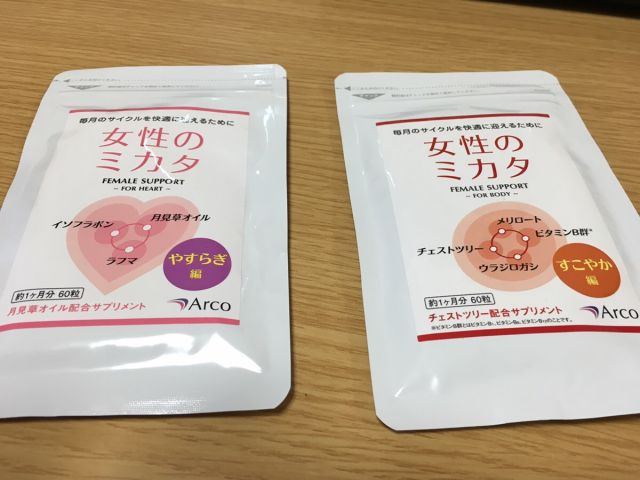 毎月のサイクルを快適に迎えるために
女性の
ミカタ
FEMALE SUPPORT
~ FOR HEART ~
イソフラボン
月見草オイル
ラフマ
やすらぎ
編
約1ヶ月分 60粒
月見草オイル配合サプリメント
Arco
毎月のサイクルを快適に迎えるために
女性の
ミカタ
FEMALE SUPPORT
~ FOR BODY ~
メリロート
ビタミンB群※
チェストツリー
ウラジロガシ
すこやか
編
約1ヶ月分 60粒
チェストツリー配合サプリメント
Arco